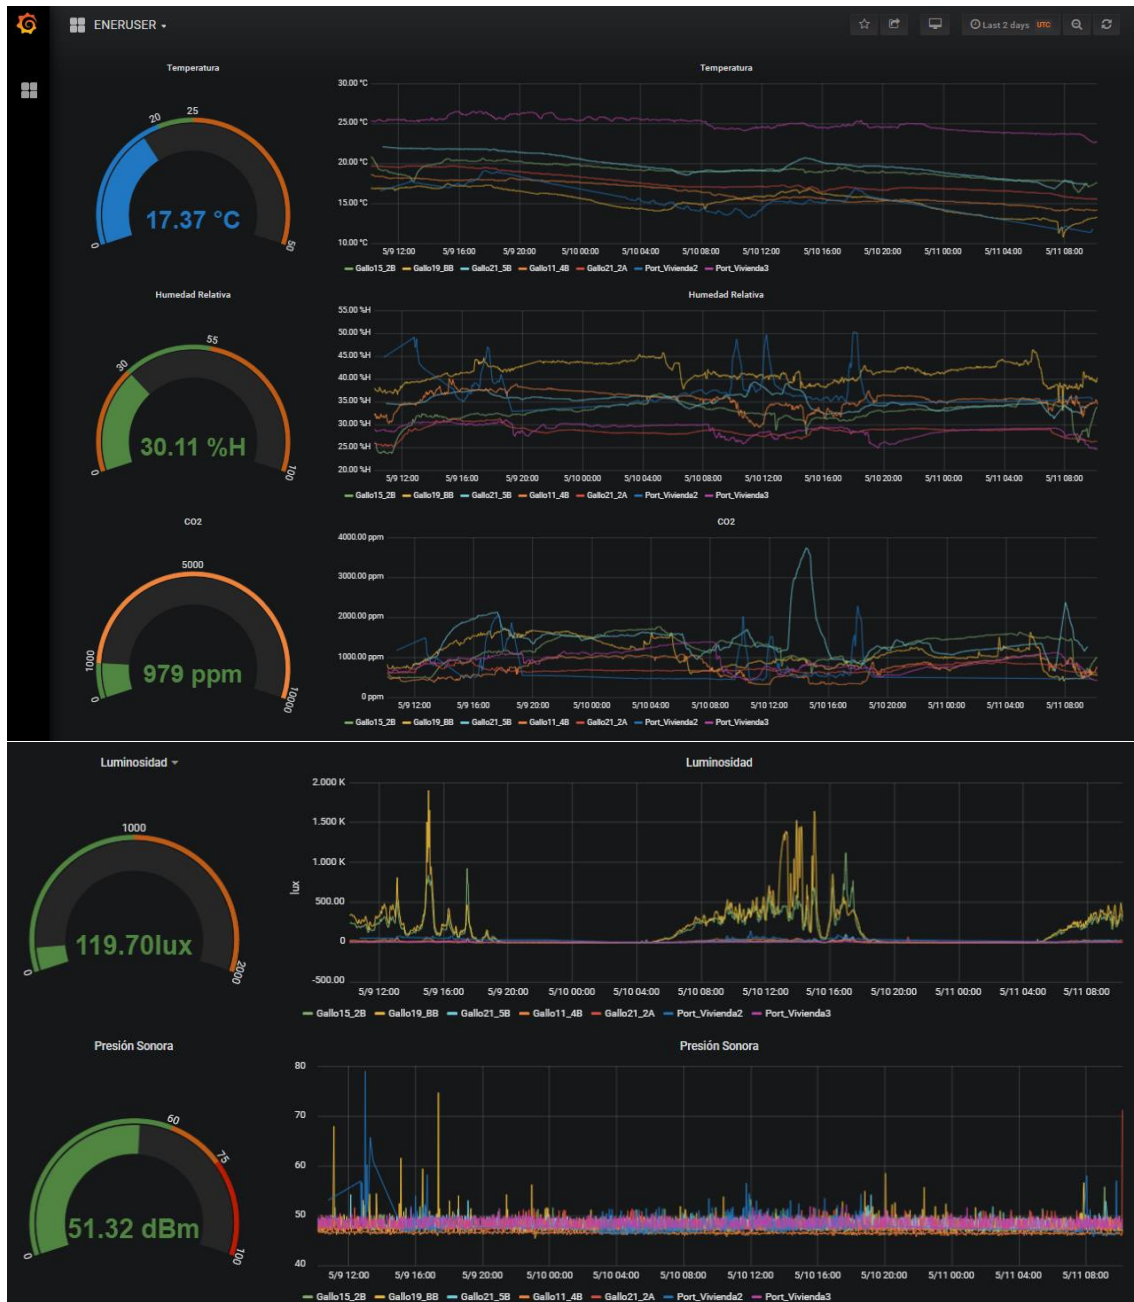 ENERUSER
Last 2 days UTC
Temperatura
0
20
25
50
17.37 °C
Temperatura
30.00 °C
25.00 °C
20.00 °C
15.00 °C
10.00 °C
5/9 12:00 5/9 16:00 5/9 20:00 5/10 00:00 5/10 04:00 5/10 08:00 5/10 12:00 5/10 16:00 5/10 20:00 5/11 00:00 5/11 04:00 5/11 08:00
Gallo15_2B Gallo19_BB Gallo21_5B Gallo11_4B Gallo21_2A Port_Vivienda2 Port_Vivienda3
Humedad Relativa
0
30
55
100
30.11 %H
Humedad Relativa
55.00 %H
50.00 %H
45.00 %H
40.00 %H
35.00 %H
30.00 %H
25.00 %H
20.00 %H
5/9 12:00 5/9 16:00 5/9 20:00 5/10 00:00 5/10 04:00 5/10 08:00 5/10 12:00 5/10 16:00 5/10 20:00 5/11 00:00 5/11 04:00 5/11 08:00
Gallo15_2B Gallo19_BB Gallo21_5B Gallo11_4B Gallo21_2A Port_Vivienda2 Port_Vivienda3
CO2
0
1000
5000
10000
979 ppm
CO2
4000.00 ppm
3000.00 ppm
2000.00 ppm
1000.00 ppm
0 ppm
5/9 12:00 5/9 16:00 5/9 20:00 5/10 00:00 5/10 04:00 5/10 08:00 5/10 12:00 5/10 16:00 5/10 20:00 5/11 00:00 5/11 04:00 5/11 08:00
Gallo15_2B Gallo19_BB Gallo21_5B Gallo11_4B Gallo21_2A Port_Vivienda2 Port_Vivienda3
Luminosidad
0
1000
2000
119.70lux
Luminosidad
lux
2.000 K
1.500 K
1.000 K
500.00
0
-500.00
5/9 12:00 5/9 16:00 5/9 20:00 5/10 00:00 5/10 04:00 5/10 08:00 5/10 12:00 5/10 16:00 5/10 20:00 5/11 00:00 5/11 04:00 5/11 08:00
Gallo15_2B Gallo19_BB Gallo21_5B Gallo11_4B Gallo21_2A Port_Vivienda2 Port_Vivienda3
Presión Sonora
0
60
75
100
51.32 dBm
Presión Sonora
80
70
60
50
40
5/9 12:00 5/9 16:00 5/9 20:00 5/10 00:00 5/10 04:00 5/10 08:00 5/10 12:00 5/10 16:00 5/10 20:00 5/11 00:00 5/11 04:00 5/11 08:00
Gallo15_2B Gallo19_BB Gallo21_5B Gallo11_4B Gallo21_2A Port_Vivienda2 Port_Vivienda3